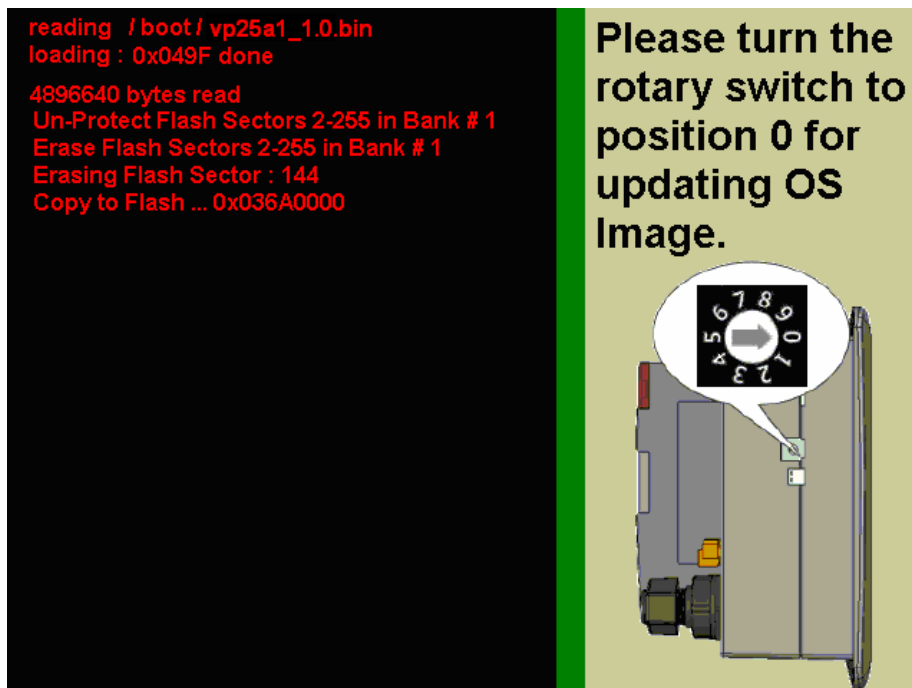 reading / boot / vp25a1_1.0.bin
loading : 0x049F done
4896640 bytes read
Un-Protect Flash Sectors 2-255 in Bank # 1
Erase Flash Sectors 2-255 in Bank # 1
Erasing Flash Sector : 144
Copy to Flash ... 0x036A0000
Please turn the
rotary switch to
position 0 for
updating OS
Image.
0 1 2 3 4 5 6 7 8 9